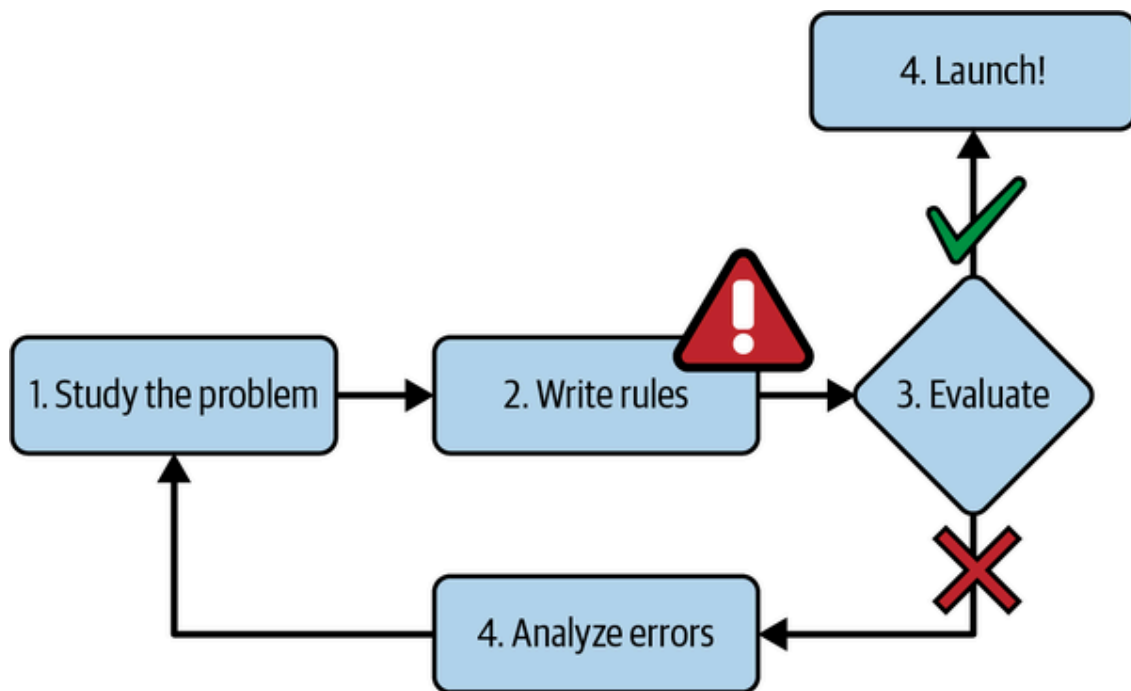 4. Launch!
1. Study the problem
2. Write rules
3. Evaluate
4. Analyze errors